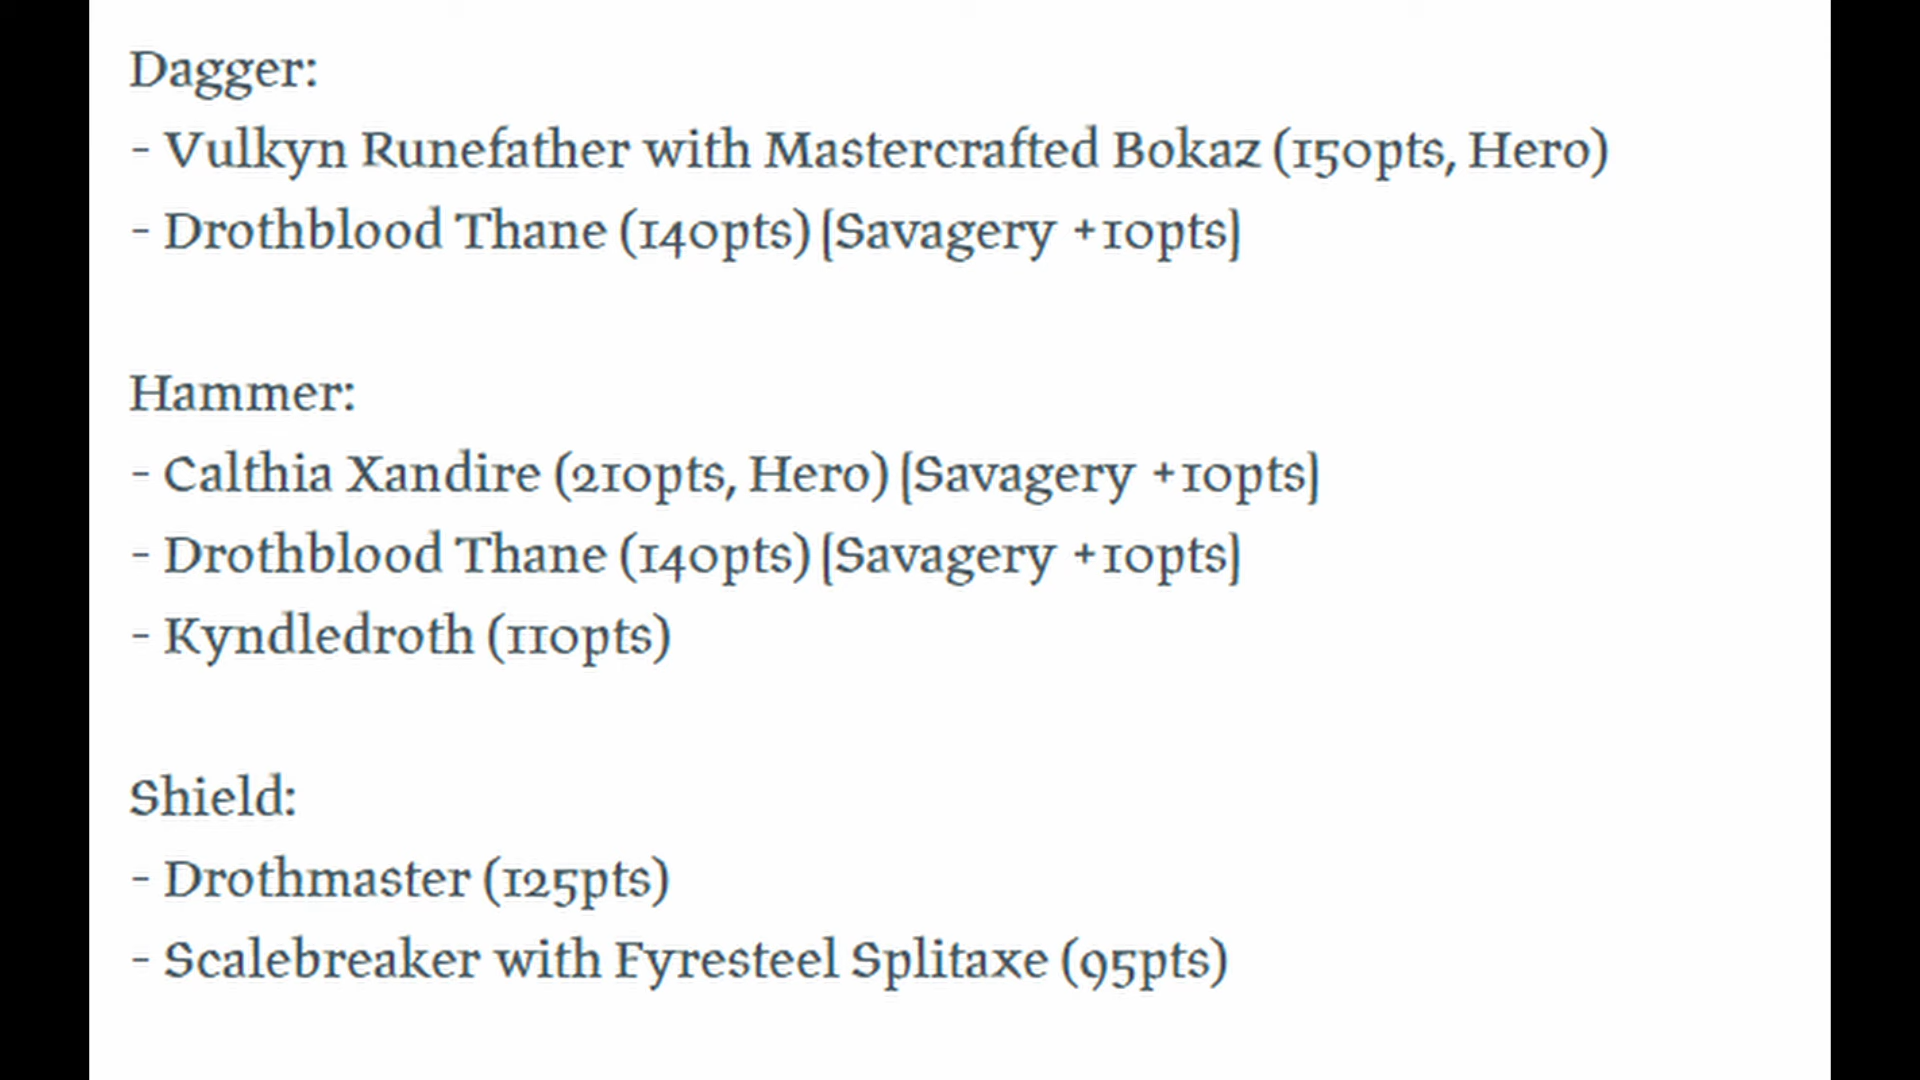 Dagger:
- Vulkyn Runefather with Mastercrafted Bokaz (150pts, Hero)
- Drothblood Thane (140pts) [Savagery +10pts]
Hammer:
- Calthia Xandire (210pts, Hero) [Savagery +10pts]
- Drothblood Thane (140pts) [Savagery +10pts]
- Kyndledroth (110pts)
Shield:
- Drothmaster (125pts)
- Scalebreaker with Fyresteel Splitaxe (95pts)